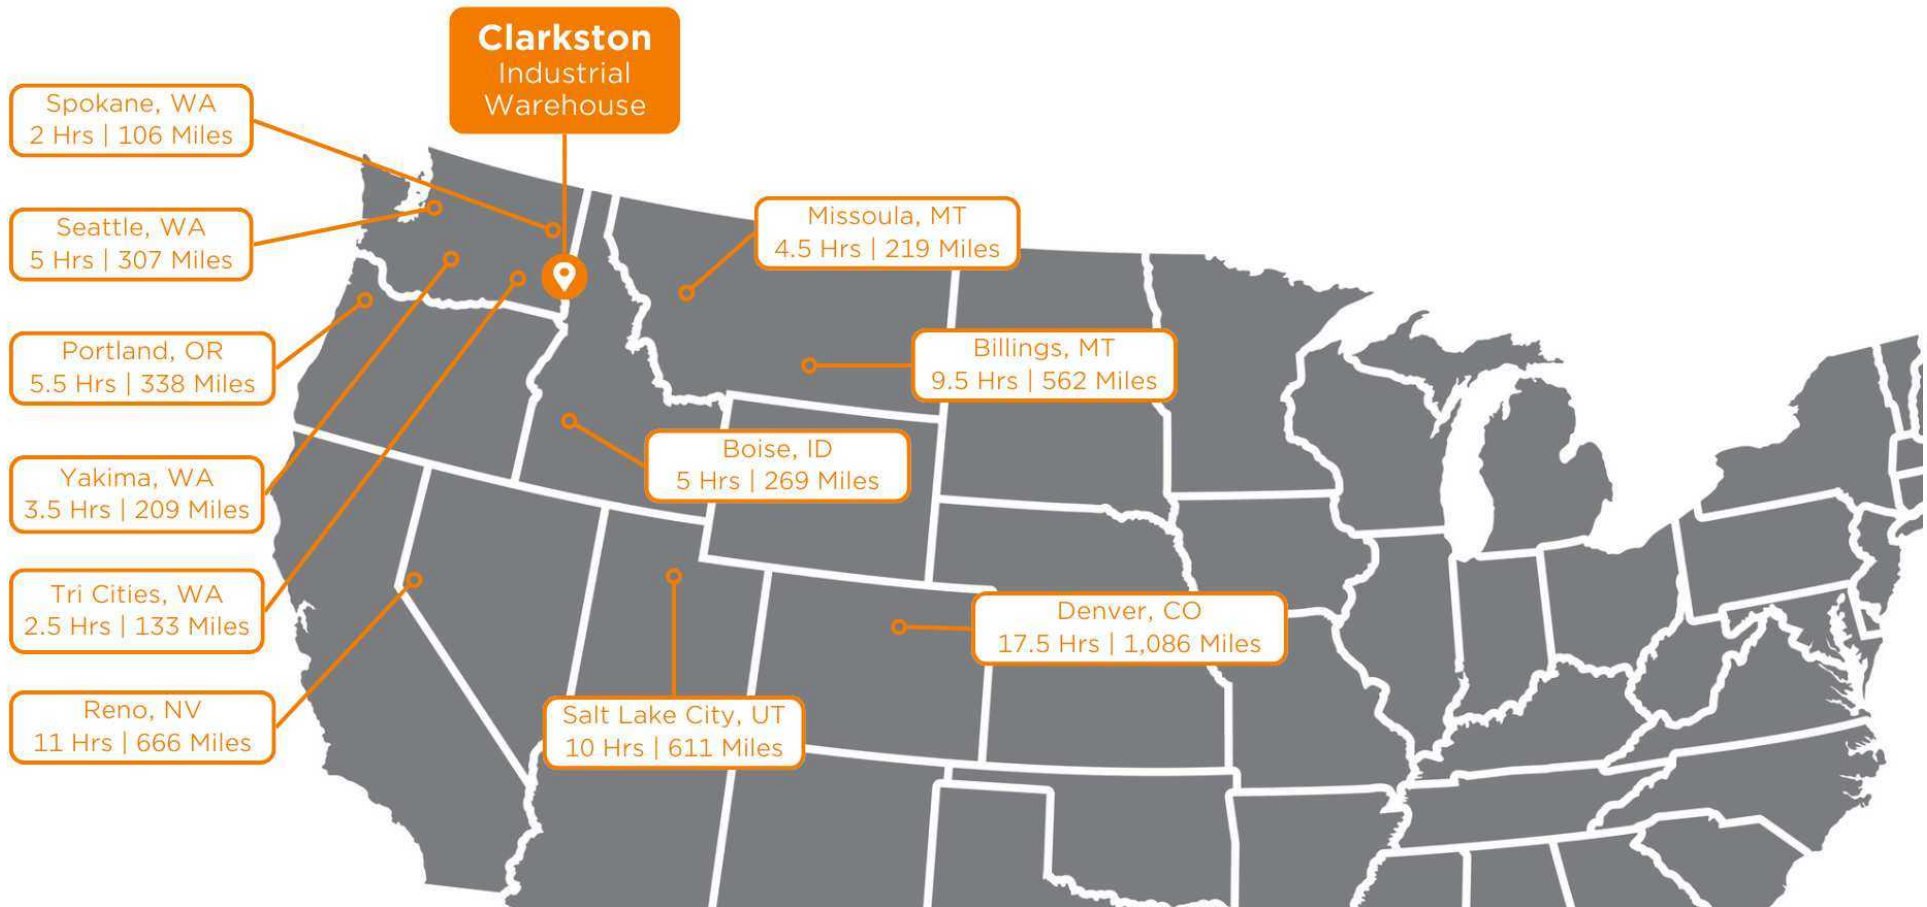 Clarkston
Industrial
Warehouse
Spokane, WA
2 Hrs | 106 Miles
Seattle, WA
5 Hrs | 307 Miles
Portland, OR
5.5 Hrs | 338 Miles
Yakima, WA
3.5 Hrs | 209 Miles
Tri Cities, WA
2.5 Hrs | 133 Miles
Reno, NV
11 Hrs | 666 Miles
Missoula, MT
4.5 Hrs | 219 Miles
Billings, MT
9.5 Hrs | 562 Miles
Boise, ID
5 Hrs | 269 Miles
Denver, CO
17.5 Hrs | 1,086 Miles
Salt Lake City, UT
10 Hrs | 611 Miles